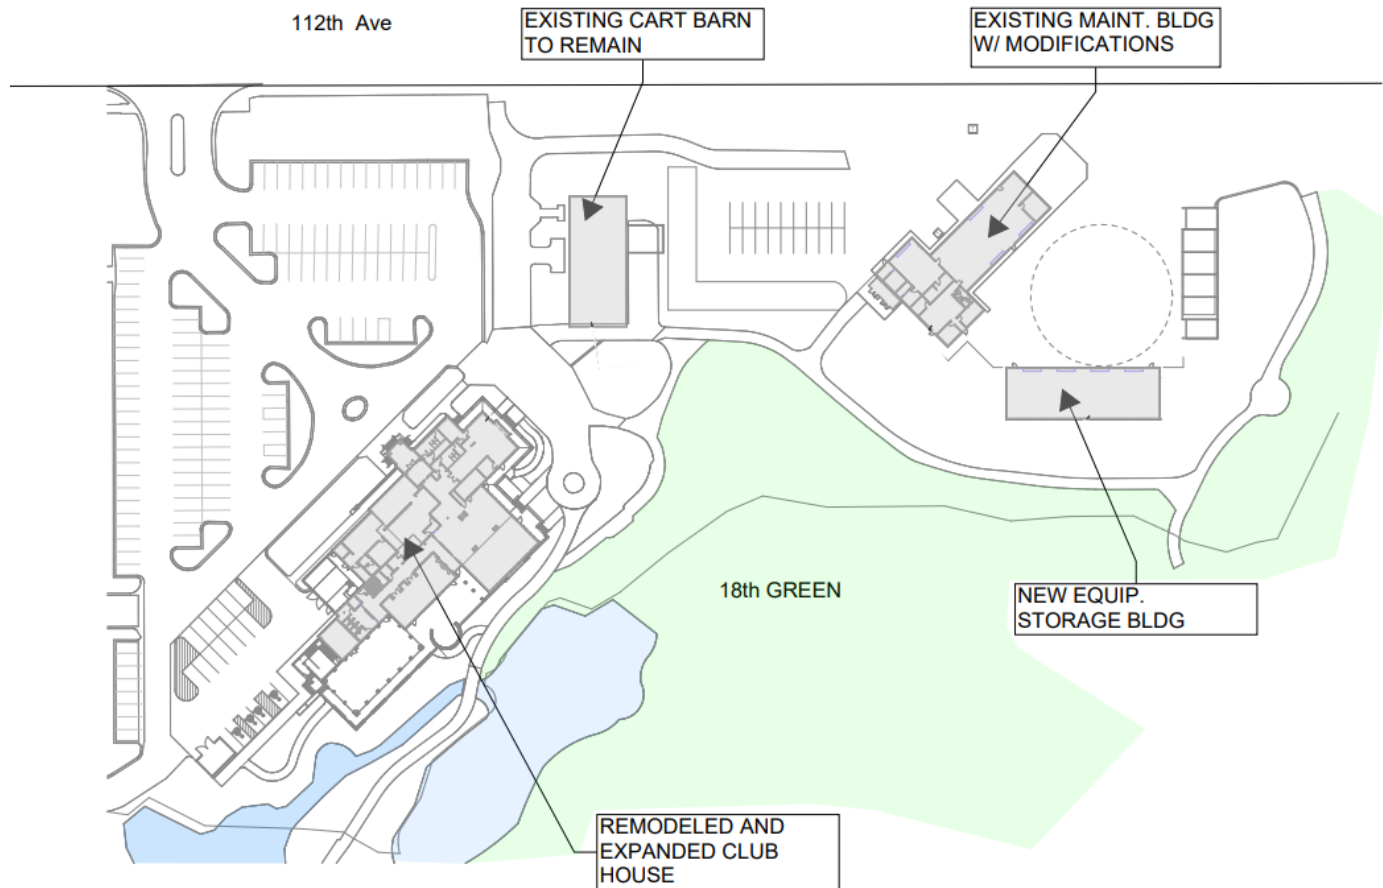 112th Ave
EXISTING CART BARN
TO REMAIN
EXISTING MAINT. BLDG
W/ MODIFICATIONS
18th GREEN
NEW EQUIP.
STORAGE BLDG
REMODELED AND
EXPANDED CLUB
HOUSE